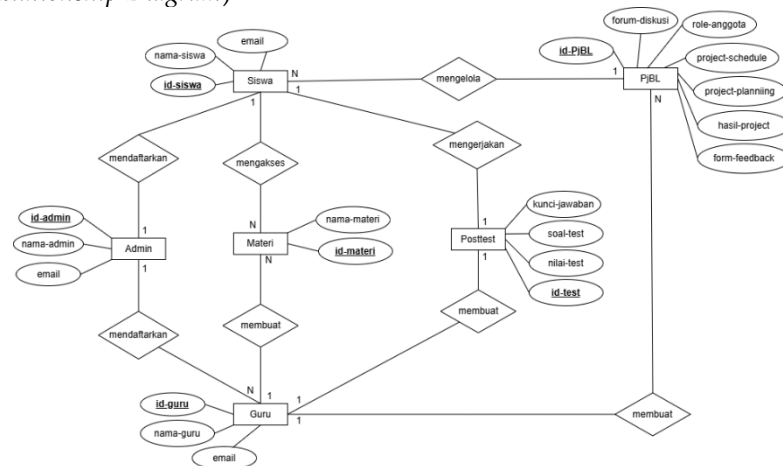 forum-diskusi
role-anggota
email
id-PjBL
nama-siswa
project-schedule
N
Siswa
mengelola
1
PjBL
id-siswa
1
1
N
project-planniing
hasil-project
mendaftarkan
mengakses
mengerjakan
form-feedback
kunci-jawaban
id-admin
1
N
nama-materi
1
soal-test
nama-admin
Admin
Materi
Posttest
id-materi
1
N
1
nilai-test
email
id-test
mendaftarkan
membuat
membuat
N
1
id-guru
1
Guru
1
membuat
nama-guru
email